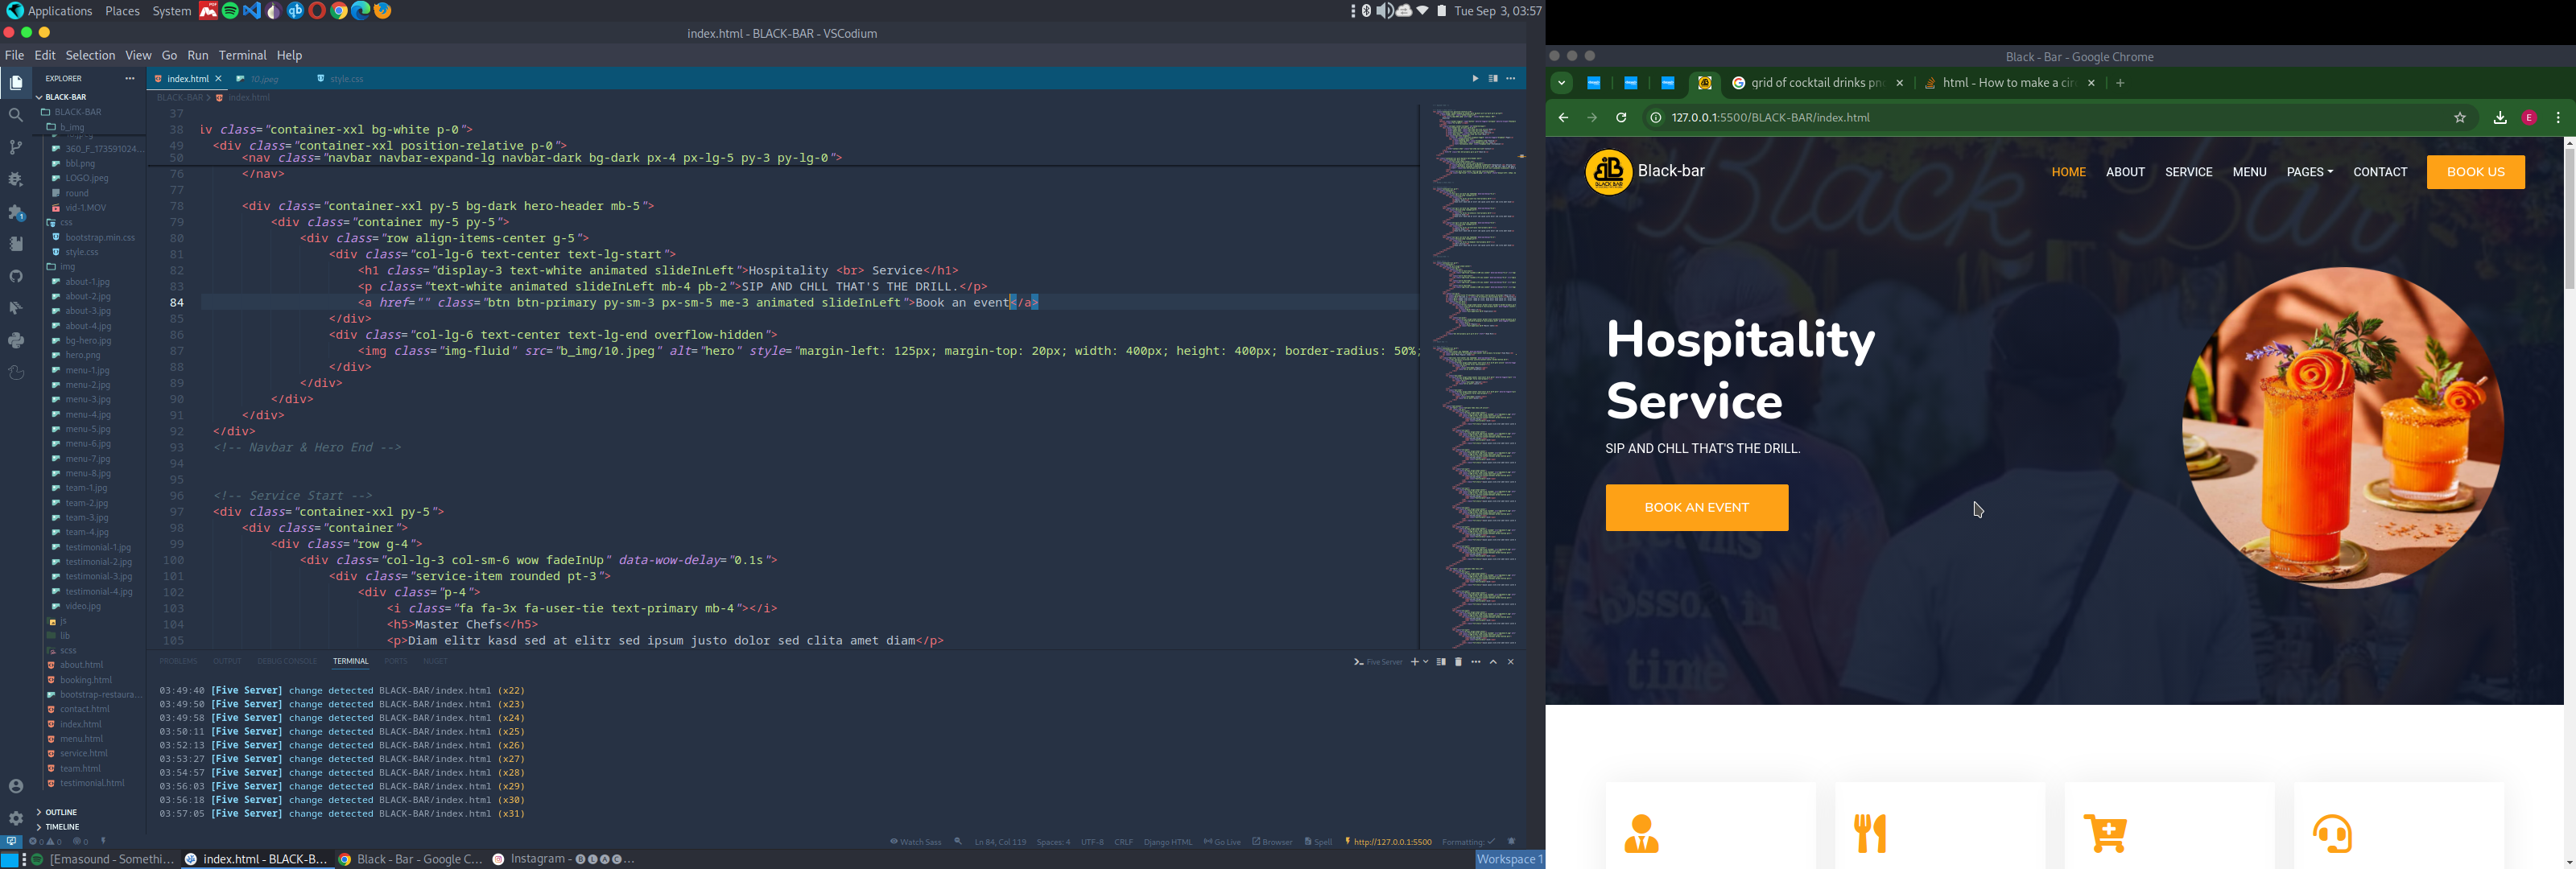 Applications Places System
Tue Sep 3, 03:57
index.html - BLACK-BAR - VSCodium
File Edit Selection View Go Run Terminal Help
EXPLORER
BLACK-BAR
BLACK-BAR
b_img
360_F_173591024...
bbl.png
LOGO.jpeg
round
vid-1.MOV
css
bootstrap.min.css
style.css
img
about-1.jpg
about-2.jpg
about-3.jpg
about-4.jpg
bg-hero.jpg
hero.png
menu-1.jpg
menu-2.jpg
menu-3.jpg
menu-4.jpg
menu-5.jpg
menu-6.jpg
menu-7.jpg
menu-8.jpg
team-1.jpg
team-2.jpg
team-3.jpg
team-4.jpg
testimonial-1.jpg
testimonial-2.jpg
testimonial-3.jpg
testimonial-4.jpg
video.jpg
js
lib
scss
about.html
booking.html
bootstrap-restaura...
contact.html
index.html
menu.html
service.html
team.html
testimonial.html
OUTLINE
TIMELINE
index.html 10.jpeg style.css
BLACK-BAR > index.html
37
38 iv class="container-xxl bg-white p-0">
49 <div class="container-xxl position-relative p-0">
50 <nav class="navbar navbar-expand-lg navbar-dark bg-dark px-4 px-lg-5 py-3 py-lg-0">
76 </nav>
77
78 <div class="container-xxl py-5 bg-dark hero-header mb-5">
79 <div class="container my-5 py-5">
80 <div class="row align-items-center g-5">
81 <div class="col-lg-6 text-center text-lg-start">
82 <h1 class="display-3 text-white animated slideInLeft">Hospitality <br> Service</h1>
83 <p class="text-white animated slideInLeft mb-4 pb-2">SIP AND CHLL THAT'S THE DRILL.</p>
84 <a href="" class="btn btn-primary py-sm-3 px-sm-5 me-3 animated slideInLeft">Book an event</a>
85 </div>
86 <div class="col-lg-6 text-center text-lg-end overflow-hidden">
87 <img class="img-fluid" src="b_img/10.jpeg" alt="hero" style="margin-left: 125px; margin-top: 20px; width: 400px; height: 400px; border-radius: 50%;
88 </div>
89 </div>
90 </div>
91 </div>
92 </div>
93 <!-- Navbar & Hero End -->
94
95
96 <!-- Service Start -->
97 <div class="container-xxl py-5">
98 <div class="container">
99 <div class="row g-4">
100 <div class="col-lg-3 col-sm-6 wow fadeInUp" data-wow-delay="0.1s">
101 <div class="service-item rounded pt-3">
102 <div class="p-4">
103 <i class="fa fa-3x fa-user-tie text-primary mb-4"></i>
104 <h5>Master Chefs</h5>
105 <p>Diam elitr kasd sed at elitr sed ipsum justo dolor sed clita amet diam</p>
PROBLEMS OUTPUT DEBUG CONSOLE TERMINAL PORTS NUGET
Five Server
03:49:40 [Five Server] change detected BLACK-BAR/index.html (x22)
03:49:50 [Five Server] change detected BLACK-BAR/index.html (x23)
03:49:58 [Five Server] change detected BLACK-BAR/index.html (x24)
03:50:11 [Five Server] change detected BLACK-BAR/index.html (x25)
03:52:13 [Five Server] change detected BLACK-BAR/index.html (x26)
03:53:27 [Five Server] change detected BLACK-BAR/index.html (x27)
03:54:57 [Five Server] change detected BLACK-BAR/index.html (x28)
03:56:03 [Five Server] change detected BLACK-BAR/index.html (x29)
03:56:18 [Five Server] change detected BLACK-BAR/index.html (x30)
03:57:05 [Five Server] change detected BLACK-BAR/index.html (x31)
0 0 0 Watch Sass Ln 84, Col 119 Spaces: 4 UTF-8 CRLF Django HTML Go Live Browser Spell http://127.0.0.1:5500 Formatting: ✓
[Emasound - Somethi... index.html - BLACK-B... Black - Bar - Google C... Instagram - 🅑🅛🅐🅒... Workspace 1
Black - Bar - Google Chrome
grid of cocktail drinks pn html - How to make a cir
127.0.0.1:5500/BLACK-BAR/index.html
E
BLACK BAR
Black-bar
HOME ABOUT SERVICE MENU PAGES CONTACT BOOK US
Black Bar
Hospitality
Service
SIP AND CHLL THAT'S THE DRILL.
BOOK AN EVENT
in
time